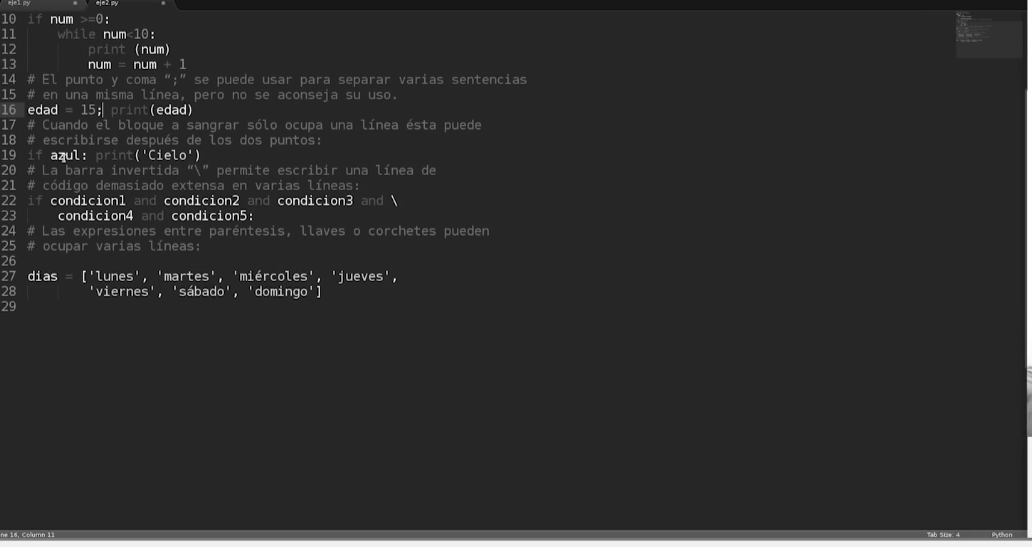 eje1.py eje2.py
10 if num >=0:
11 while num<10:
12 print (num)
13 num = num + 1
14 # El punto y coma “;” se puede usar para separar varias sentencias
15 # en una misma línea, pero no se aconseja su uso.
16 edad = 15; print(edad)
17 # Cuando el bloque a sangrar sólo ocupa una línea ésta puede
18 # escribirse después de los dos puntos:
19 if azul: print('Cielo')
20 # La barra invertida “\” permite escribir una línea de
21 # código demasiado extensa en varias líneas:
22 if condicion1 and condicion2 and condicion3 and \
23 condicion4 and condicion5:
24 # Las expresiones entre paréntesis, llaves o corchetes pueden
25 # ocupar varias líneas:
26
27 dias = ['lunes', 'martes', 'miércoles', 'jueves',
28 'viernes', 'sábado', 'domingo']
29
ne 16, Column 11 Tab Size: 4 Python